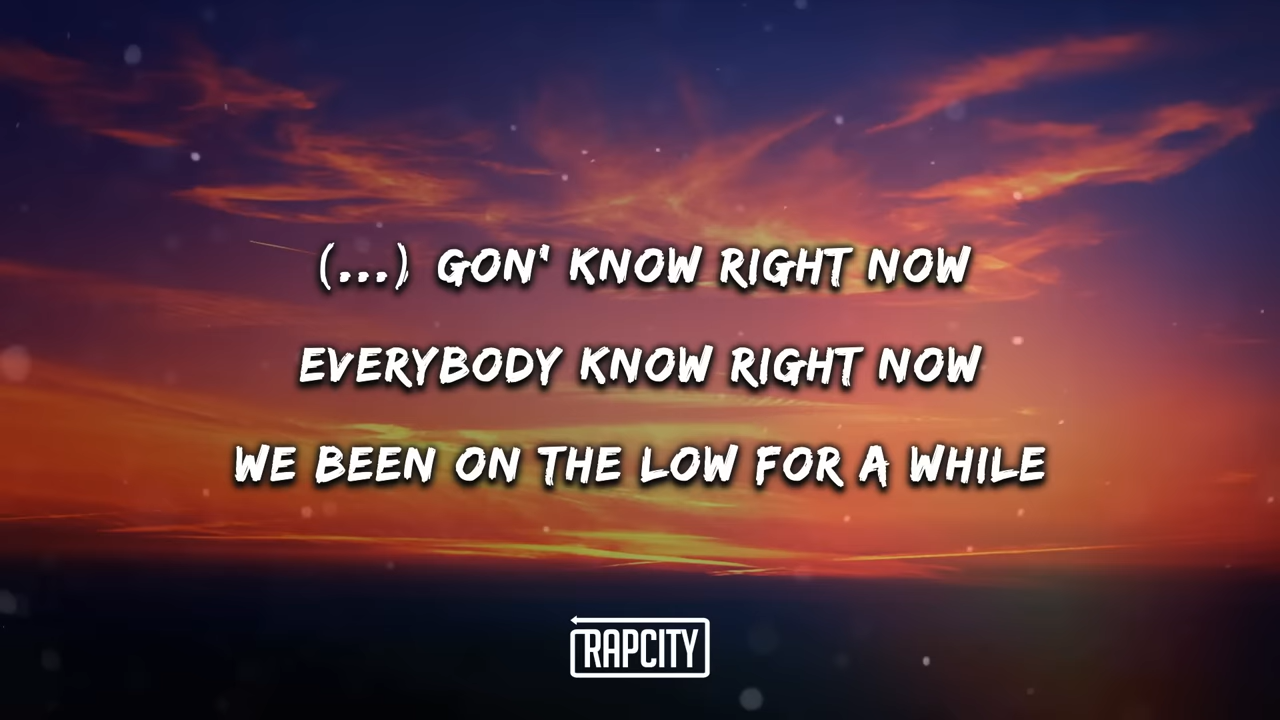 (...) GON' KNOW RIGHT NOW
EVERYBODY KNOW RIGHT NOW
WE BEEN ON THE LOW FOR A WHILE
RAPCITY